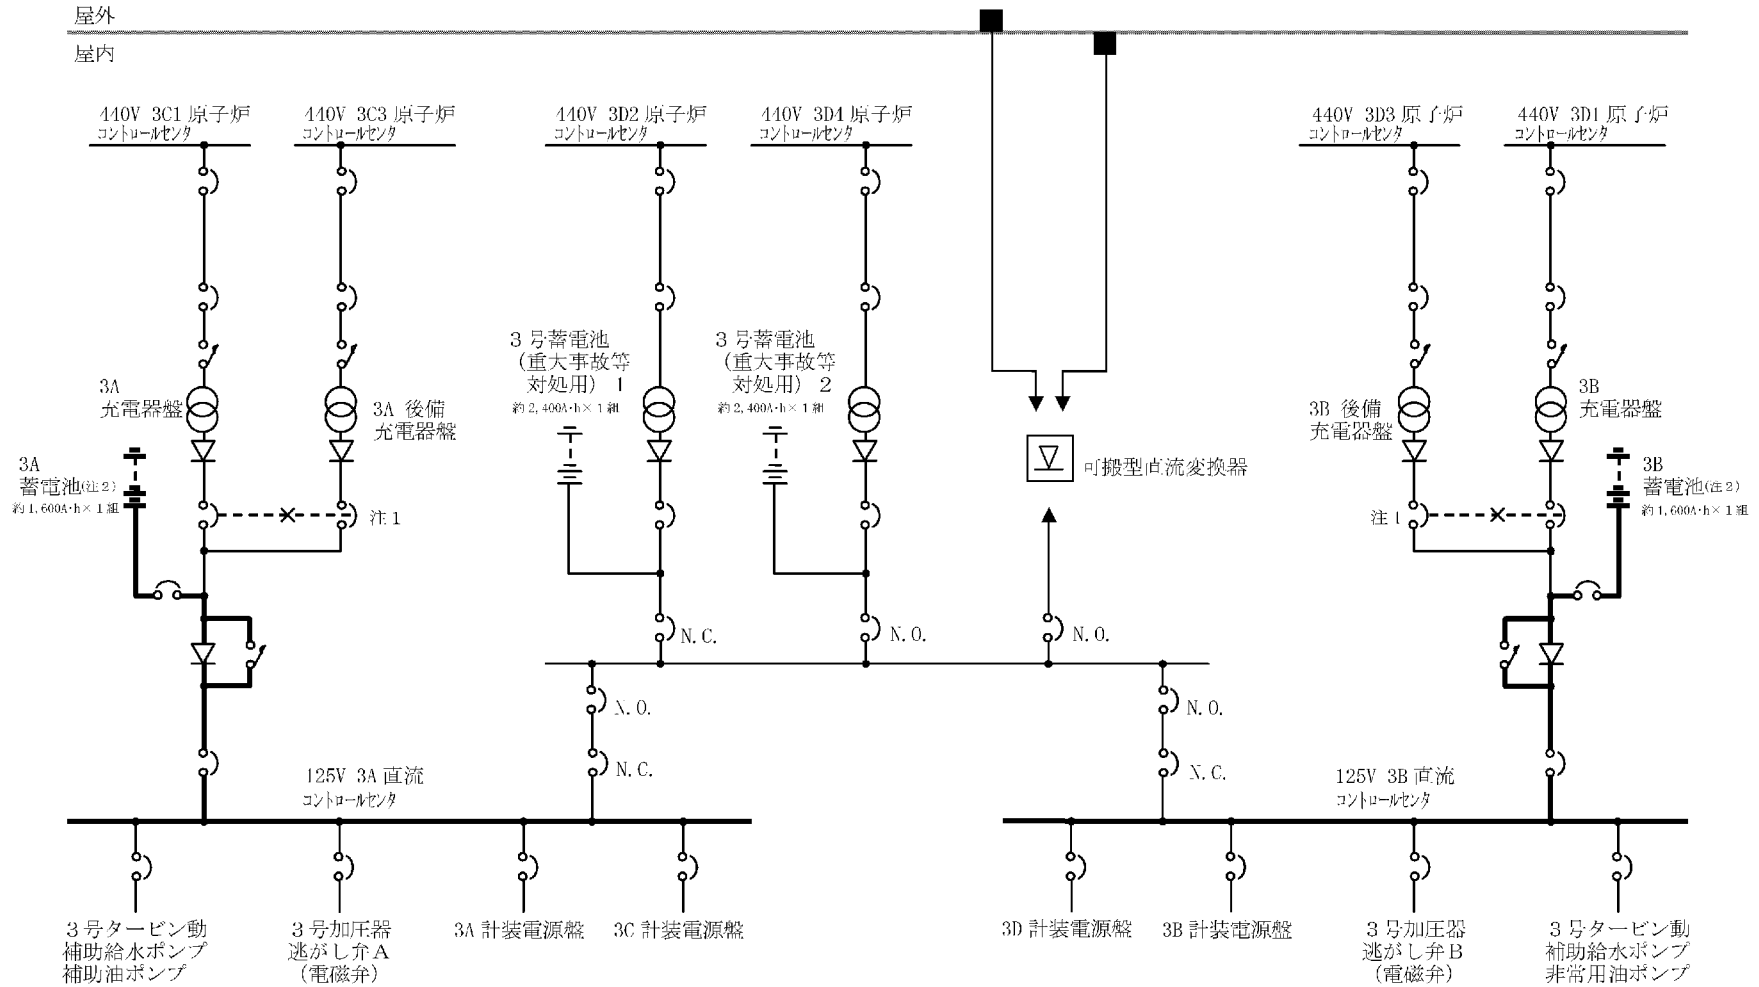 屋外
屋内
440V 3C1 原子炉
コントロールセンタ
440V 3C3 原子炉
コントロールセンタ
440V 3D2 原子炉
コントロールセンタ
440V 3D4 原子炉
コントロールセンタ
440V 3D3 原子炉
コントロールセンタ
440V 3D1 原子炉
コントロールセンタ
3A
充電器盤
3A 後備
充電器盤
3号蓄電池
(重大事故等
対処用) 1
約2,400A·h×1組
3号蓄電池
(重大事故等
対処用) 2
約2,400A·h×1組
3B 後備
充電器盤
3B
充電器盤
3A
蓄電池(注2)
約1,600A·h×1組
注1
可搬型直流変換器
注1
3B
蓄電池(注2)
約1,600A·h×1組
N.C.
N.O.
N.O.
N.O.
N.C.
N.O.
N.C.
125V 3A 直流
コントロールセンタ
125V 3B 直流
コントロールセンタ
3号タービン動
補助給水ポンプ
補助油ポンプ
3号加圧器
逃がし弁A
(電磁弁)
3A 計装電源盤
3C 計装電源盤
3D 計装電源盤
3B 計装電源盤
3号加圧器
逃がし弁B
(電磁弁)
3号タービン動
補助給水ポンプ
非常用油ポンプ